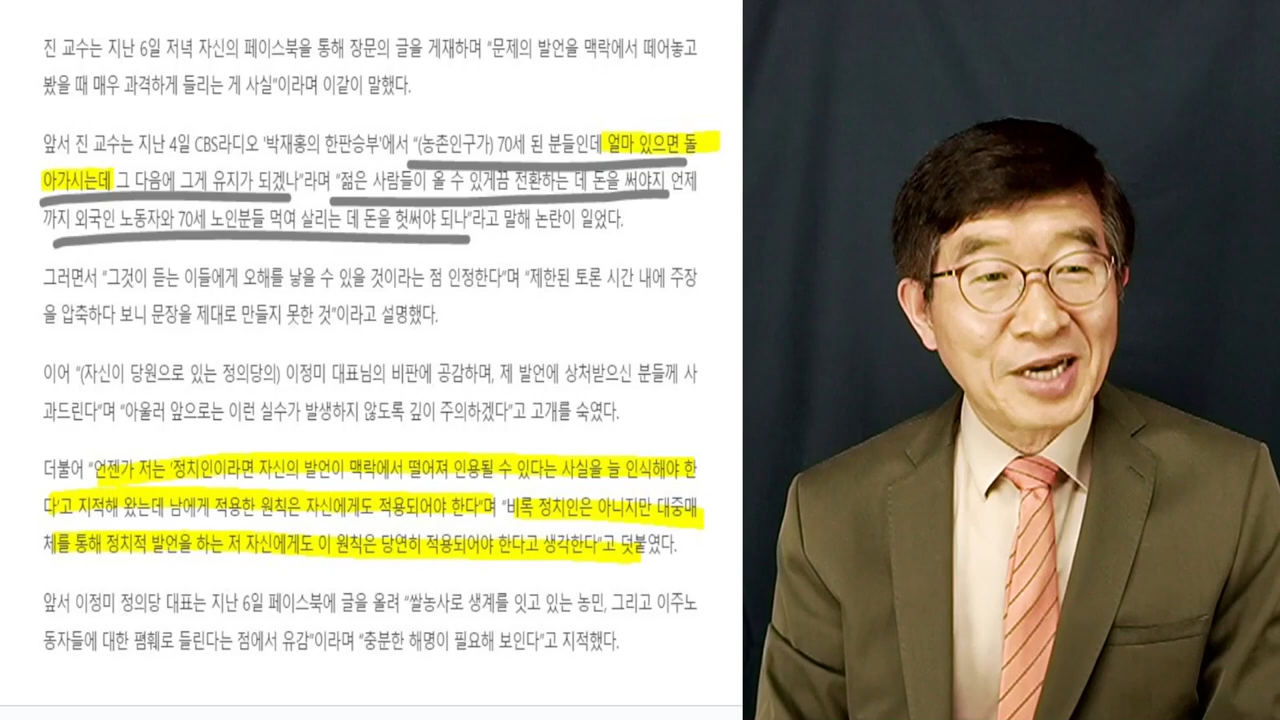 진 교수는 지난 6일 저녁 자신의 페이스북을 통해 장문의 글을 게재하며 "문제의 발언을 맥락에서 떼어놓고
봤을 때 매우 과격하게 들리는 게 사실"이라며 이같이 말했다.
앞서 진 교수는 지난 4일 CBS라디오 '박재홍의 한판승부'에서 "(농촌인구가) 70세 된 분들인데 얼마 있으면 돌
아가시는데 그 다음에 그게 유지가 되겠나"라며 "젊은 사람들이 올 수 있게끔 전환하는 데 돈을 써야지 언제
까지 외국인 노동자와 70세 노인분들 먹여 살리는 데 돈을 헛써야 되나"라고 말해 논란이 일었다.
그러면서 "그것이 듣는 이들에게 오해를 낳을 수 있을 것이라는 점 인정한다"며 "제한된 토론 시간 내에 주장
을 압축하다 보니 문장을 제대로 만들지 못한 것"이라고 설명했다.
이어 "(자신이 당원으로 있는 정의당의) 이정미 대표님의 비판에 공감하며, 제 발언에 상처받으신 분들께 사
과드린다"며 "아울러 앞으로는 이런 실수가 발생하지 않도록 깊이 주의하겠다"고 고개를 숙였다.
더불어 "언젠가 저는 '정치인이라면 자신의 발언이 맥락에서 떨어져 인용될 수 있다는 사실을 늘 인식해야 한
다'고 지적해 왔는데 남에게 적용한 원칙은 자신에게도 적용되어야 한다"며 "비록 정치인은 아니지만 대중매
체를 통해 정치적 발언을 하는 저 자신에게도 이 원칙은 당연히 적용되어야 한다고 생각한다"고 덧붙였다.
앞서 이정미 정의당 대표는 지난 6일 페이스북에 글을 올려 "쌀농사로 생계를 잇고 있는 농민, 그리고 이주노
동자들에 대한 폄훼로 들린다는 점에서 유감"이라며 "충분한 해명이 필요해 보인다"고 지적했다.